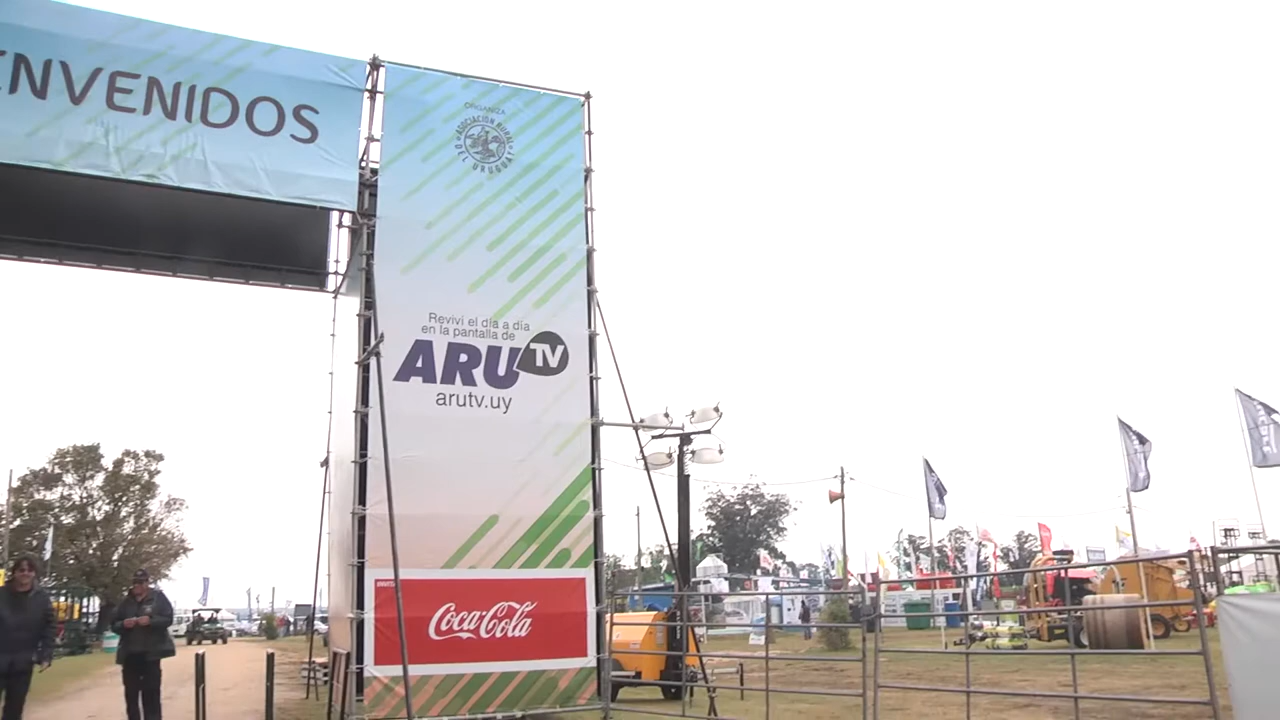 ENVENIDOS
ORGANIZA
ASOCIACION RURAL
DEL URUGUAY
Reviví el día a día
en la pantalla de
ARU TV
arutv.uy
INVITA
Coca-Cola